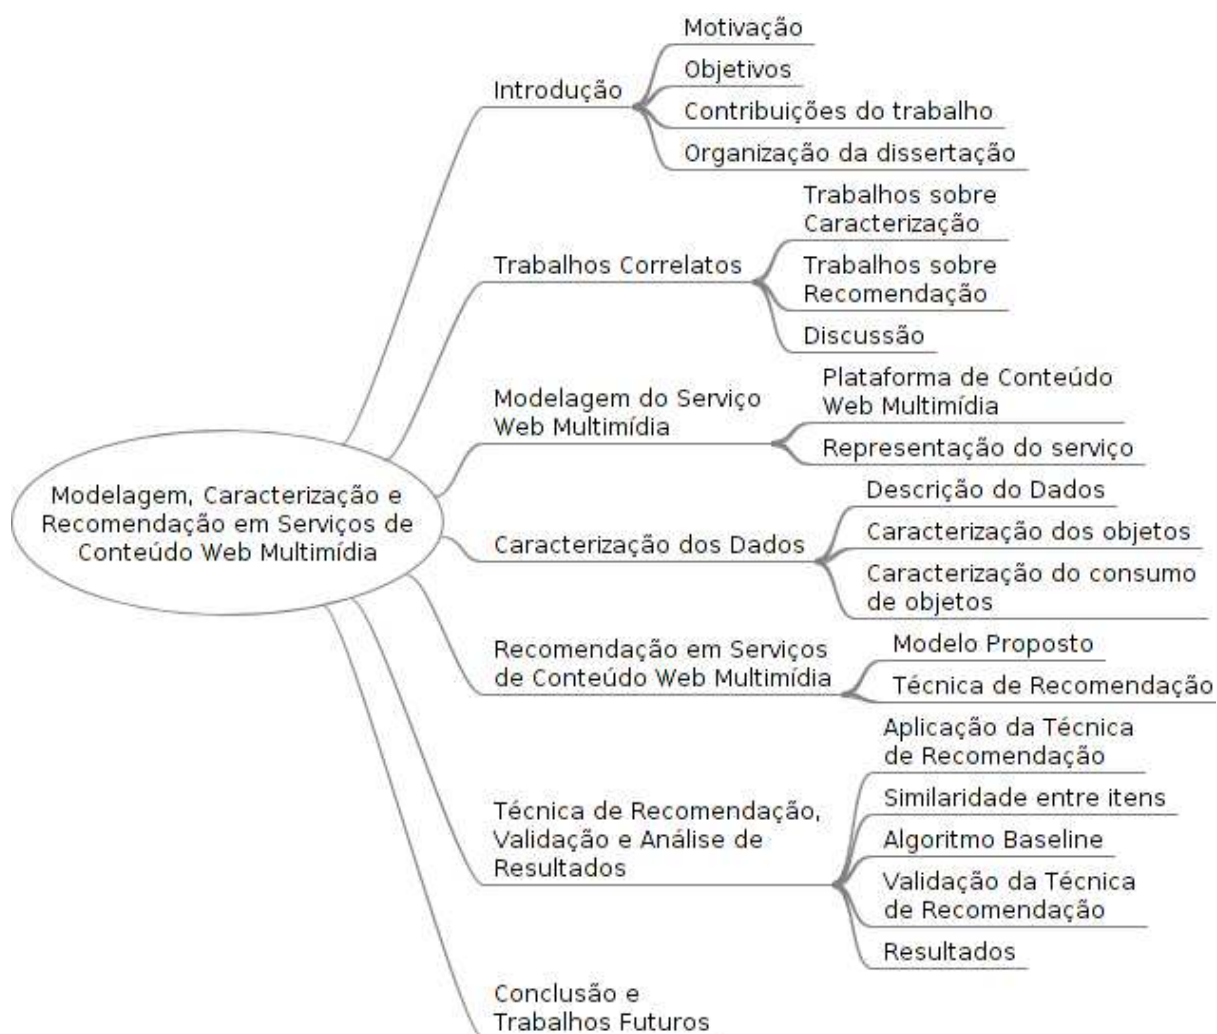 Modelagem, Caracterização e
Recomendação em Serviços de
Conteúdo Web Multimídia
Introdução
Motivação
Objetivos
Contribuições do trabalho
Organização da dissertação
Trabalhos Correlatos
Trabalhos sobre
Caracterização
Trabalhos sobre
Recomendação
Discussão
Modelagem do Serviço
Web Multimídia
Plataforma de Conteúdo
Web Multimídia
Representação do serviço
Caracterização dos Dados
Descrição do Dados
Caracterização dos objetos
Caracterização do consumo
de objetos
Recomendação em Serviços
de Conteúdo Web Multimídia
Modelo Proposto
Técnica de Recomendação
Técnica de Recomendação,
Validação e Análise de
Resultados
Aplicação da Técnica
de Recomendação
Similaridade entre itens
Algoritmo Baseline
Validação da Técnica
de Recomendação
Resultados
Conclusão e
Trabalhos Futuros